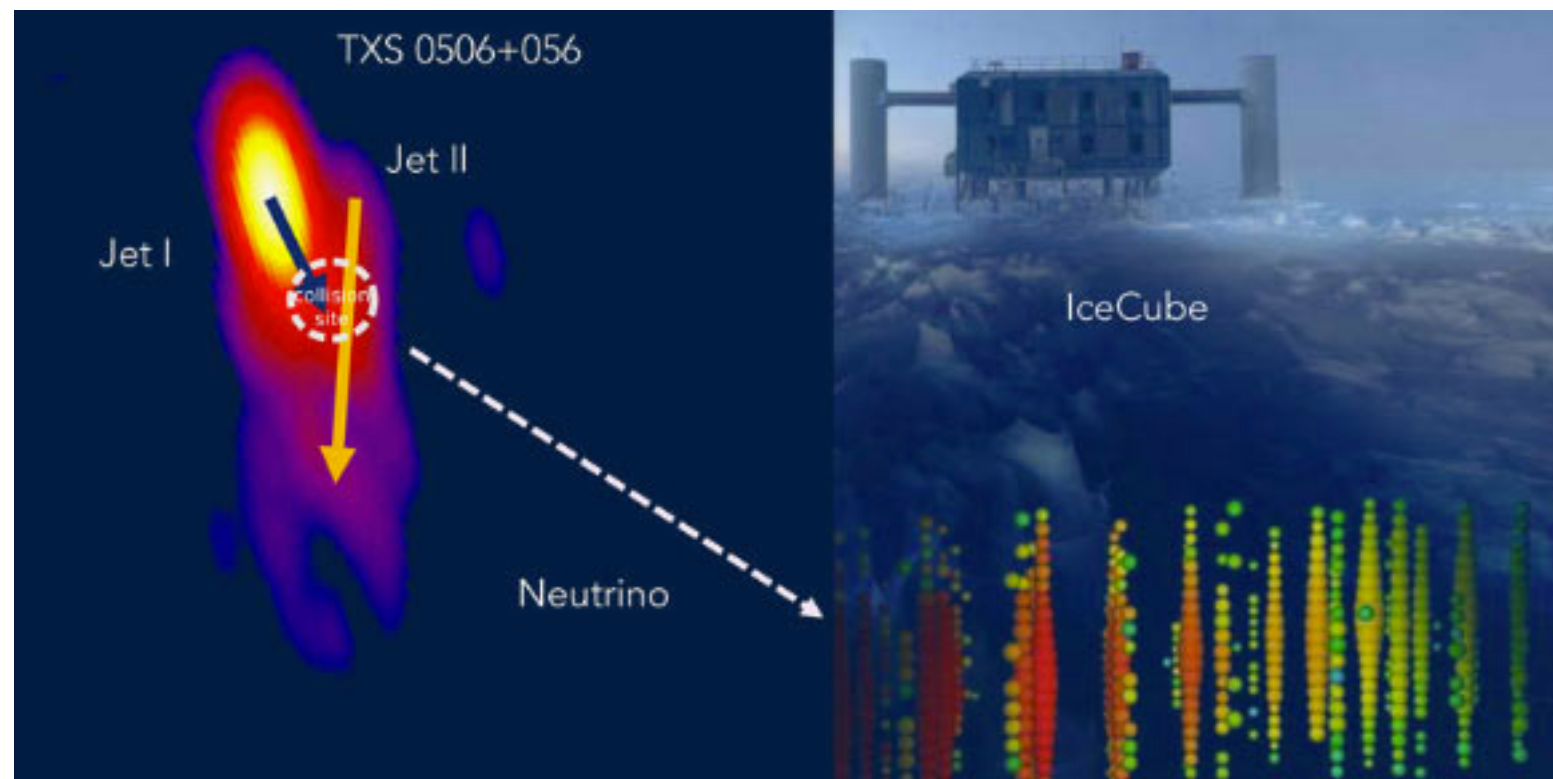 TXS 0506+056
Jet II
Jet I
collision
site
IceCube
Neutrino